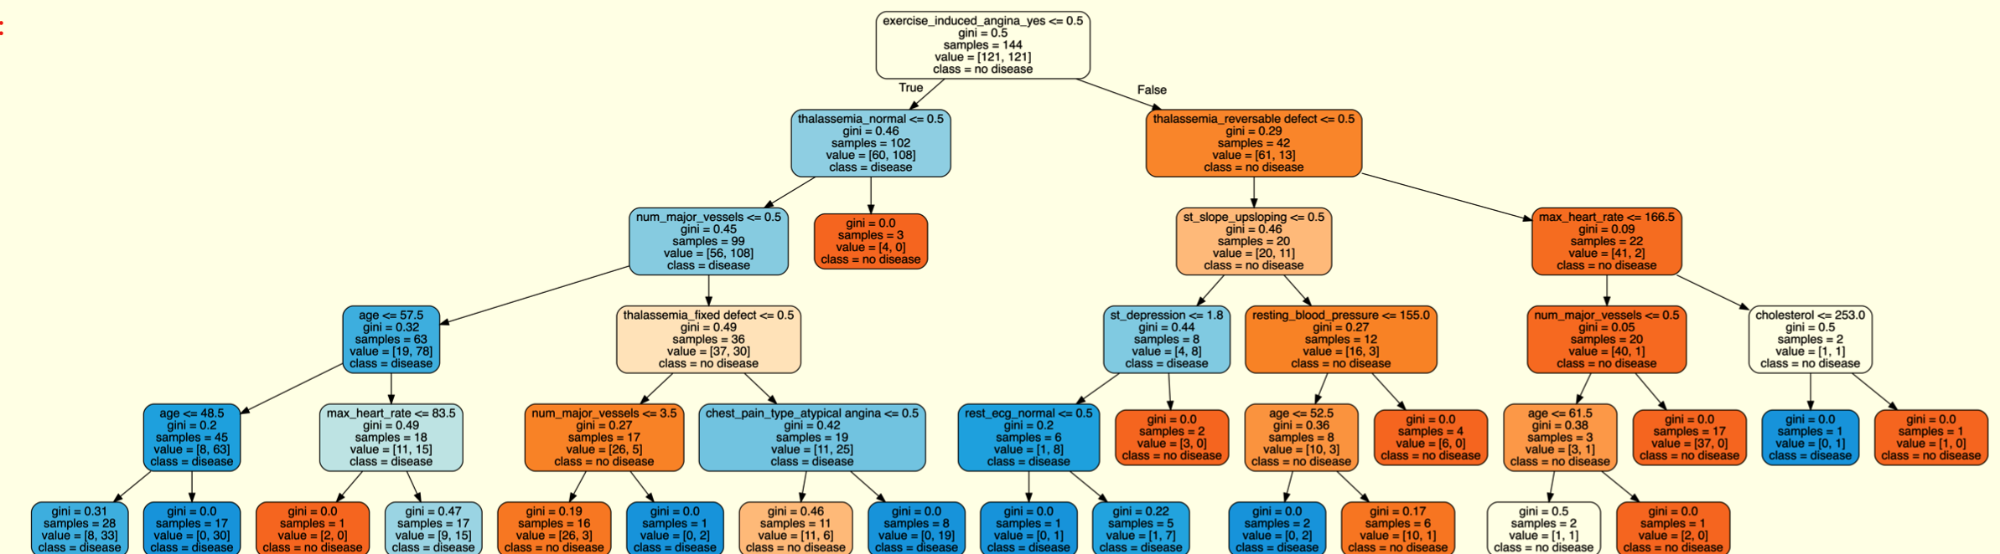 :
exercise_induced_angina_yes <= 0.5
gini = 0.5
samples = 144
value = [121, 121]
class = no disease
True
False
thalassemia_normal <= 0.5
gini = 0.46
samples = 102
value = [60, 108]
class = disease
thalassemia_reversable defect <= 0.5
gini = 0.29
samples = 42
value = [61, 13]
class = no disease
num_major_vessels <= 0.5
gini = 0.45
samples = 99
value = [56, 108]
class = disease
gini = 0.0
samples = 3
value = [4, 0]
class = no disease
st_slope_upsloping <= 0.5
gini = 0.46
samples = 20
value = [20, 11]
class = no disease
max_heart_rate <= 166.5
gini = 0.09
samples = 22
value = [41, 2]
class = no disease
age <= 57.5
gini = 0.32
samples = 63
value = [19, 78]
class = disease
thalassemia_fixed defect <= 0.5
gini = 0.49
samples = 36
value = [37, 30]
class = no disease
st_depression <= 1.8
gini = 0.44
samples = 8
value = [4, 8]
class = disease
resting_blood_pressure <= 155.0
gini = 0.27
samples = 12
value = [16, 3]
class = no disease
num_major_vessels <= 0.5
gini = 0.05
samples = 20
value = [40, 1]
class = no disease
cholesterol <= 253.0
gini = 0.5
samples = 2
value = [1, 1]
class = no disease
age <= 48.5
gini = 0.2
samples = 45
value = [8, 63]
class = disease
max_heart_rate <= 83.5
gini = 0.49
samples = 18
value = [11, 15]
class = disease
num_major_vessels <= 3.5
gini = 0.27
samples = 17
value = [26, 5]
class = no disease
chest_pain_type_atypical angina <= 0.5
gini = 0.42
samples = 19
value = [11, 25]
class = disease
rest_ecg_normal <= 0.5
gini = 0.2
samples = 6
value = [1, 8]
class = disease
gini = 0.0
samples = 2
value = [3, 0]
class = no disease
age <= 52.5
gini = 0.36
samples = 8
value = [10, 3]
class = no disease
gini = 0.0
samples = 4
value = [6, 0]
class = no disease
age <= 61.5
gini = 0.38
samples = 3
value = [3, 1]
class = no disease
gini = 0.0
samples = 17
value = [37, 0]
class = no disease
gini = 0.0
samples = 1
value = [0, 1]
class = disease
gini = 0.0
samples = 1
value = [1, 0]
class = no disease
gini = 0.31
samples = 28
value = [8, 33]
class = disease
gini = 0.0
samples = 17
value = [0, 30]
class = disease
gini = 0.0
samples = 1
value = [2, 0]
class = no disease
gini = 0.47
samples = 17
value = [9, 15]
class = disease
gini = 0.19
samples = 16
value = [26, 3]
class = no disease
gini = 0.0
samples = 1
value = [0, 2]
class = disease
gini = 0.46
samples = 11
value = [11, 6]
class = no disease
gini = 0.0
samples = 8
value = [0, 19]
class = disease
gini = 0.0
samples = 1
value = [0, 1]
class = disease
gini = 0.22
samples = 5
value = [1, 7]
class = disease
gini = 0.0
samples = 2
value = [0, 2]
class = disease
gini = 0.17
samples = 6
value = [10, 1]
class = no disease
gini = 0.5
samples = 2
value = [1, 1]
class = no disease
gini = 0.0
samples = 1
value = [2, 0]
class = no disease